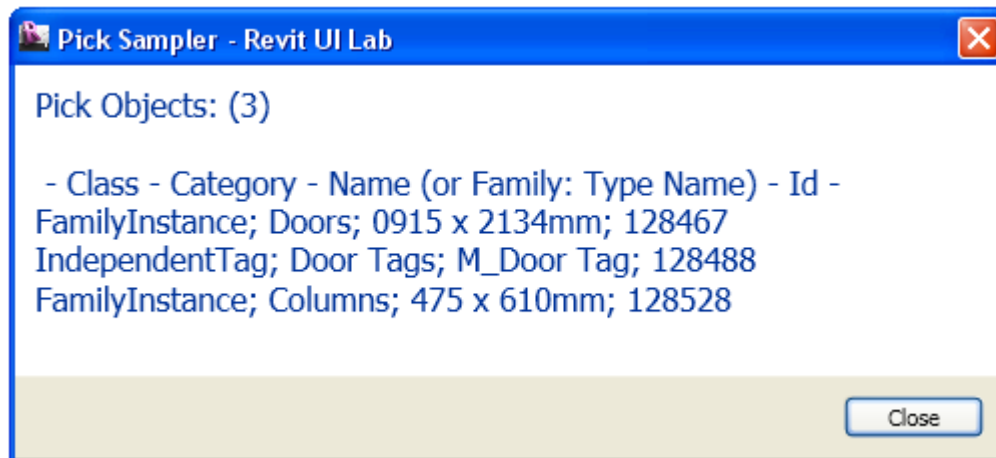 Pick Sampler - Revit UI Lab
Pick Objects: (3)
- Class - Category - Name (or Family: Type Name) - Id -
FamilyInstance; Doors; 0915 x 2134mm; 128467
IndependentTag; Door Tags; M_Door Tag; 128488
FamilyInstance; Columns; 475 x 610mm; 128528
Close